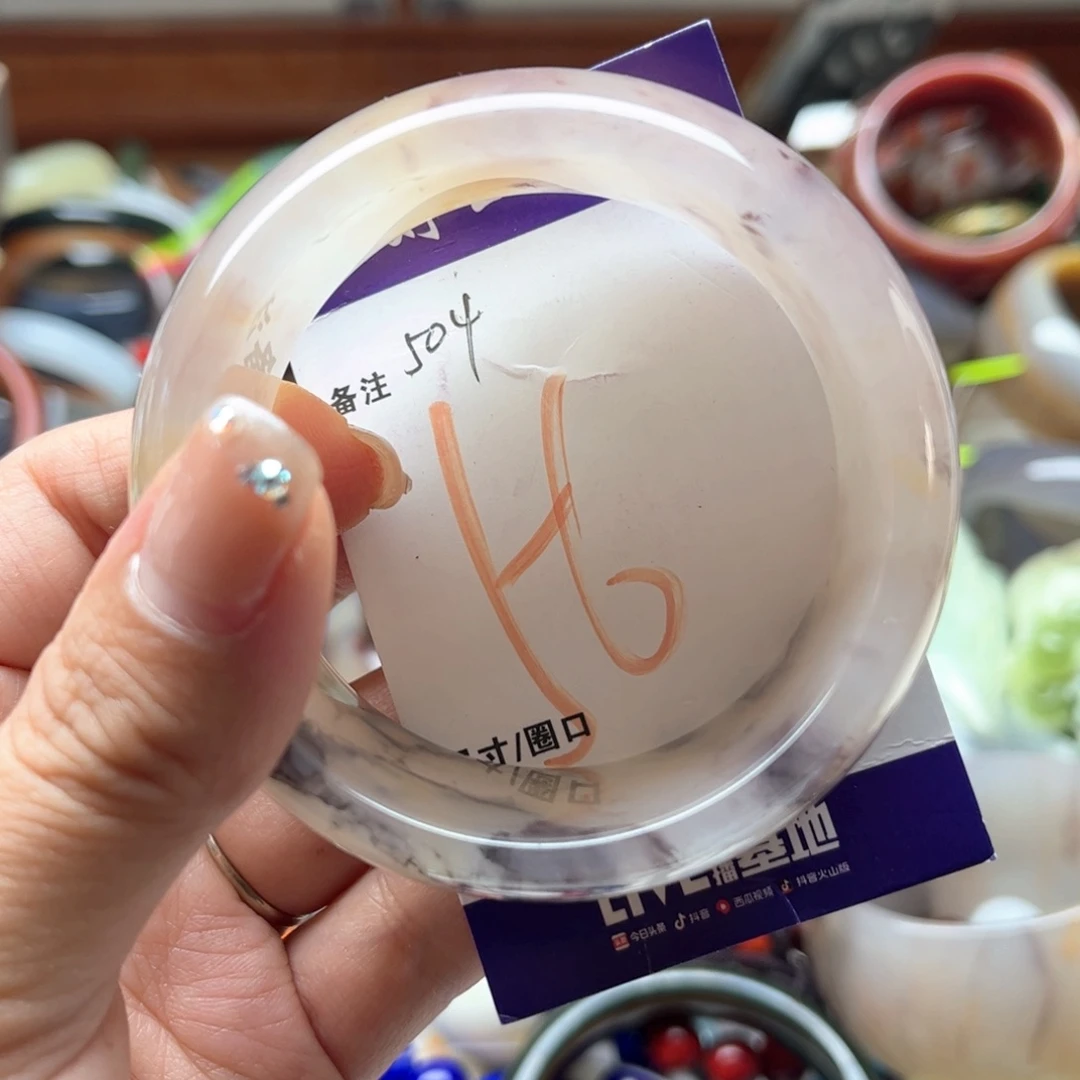 备注 504
H6
寸/圈口
LIVE播基地
今日头条 抖音 西瓜视频 抖音火山版